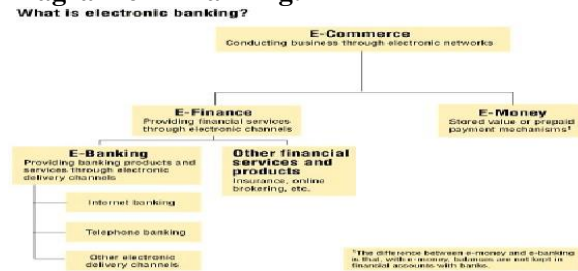 What is electronic banking?
E-Commerce
Conducting business through electronic networks
E-Finance
Providing financial services
through electronic channels
E-Money
Stored value or prepaid
payment mechanisms¹
E-Banking
Providing banking products and
services through electronic
delivery channels
Other financial
services and
products
Insurance, online
brokering, etc.
Internet banking
Telephone banking
Other electronic
delivery channels
¹The difference between e-money and e-banking
is that, with e-money, balances are not kept in
financial accounts with banks.